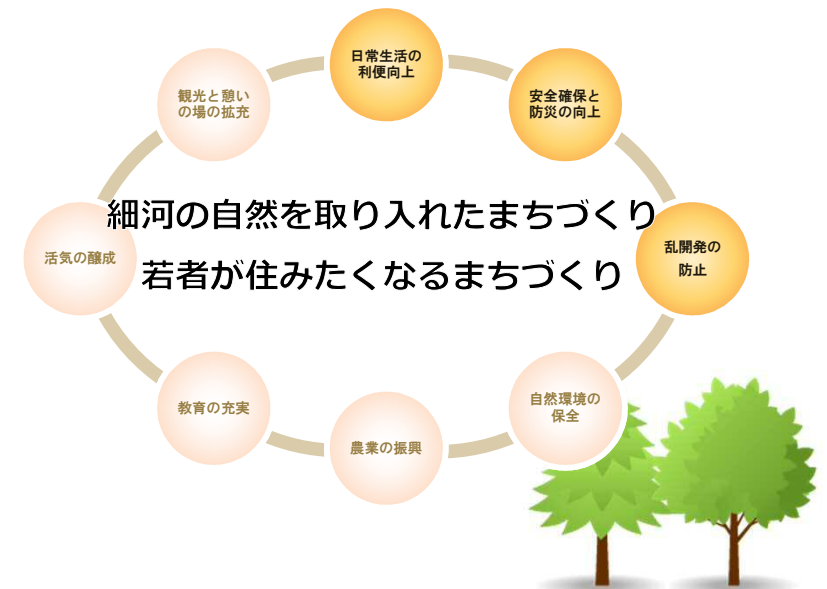 日常生活の
利便向上
安全確保と
防災の向上
乱開発の
防止
自然環境の
保全
農業の振興
教育の充実
活気の醸成
観光と憩い
の場の拡充
細河の自然を取り入れたまちづくり
若者が住みたくなるまちづくり